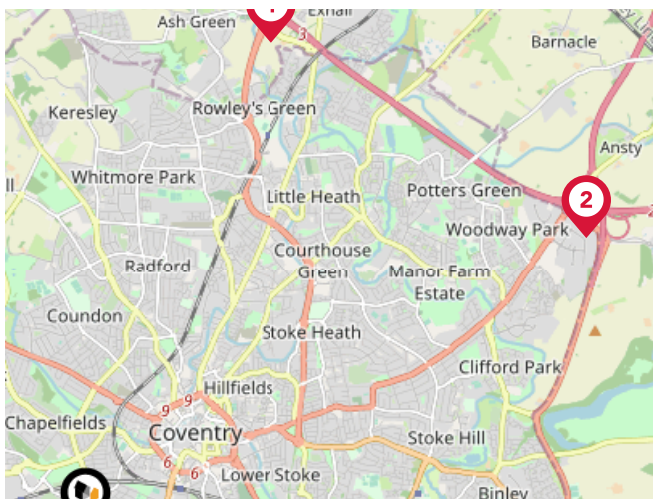 Ash Green
Exhall
1
3
Barnacle
Keresley
Rowley's Green
Ansty
Whitmore Park
Little Heath
Potters Green
2
Woodway Park
Courthouse
Green
Radford
Manor Farm
Estate
Coundon
Stoke Heath
Clifford Park
Hillfields
9
9
Chapelfields
Coventry
Stoke Hill
6
6
Lower Stoke
Binley